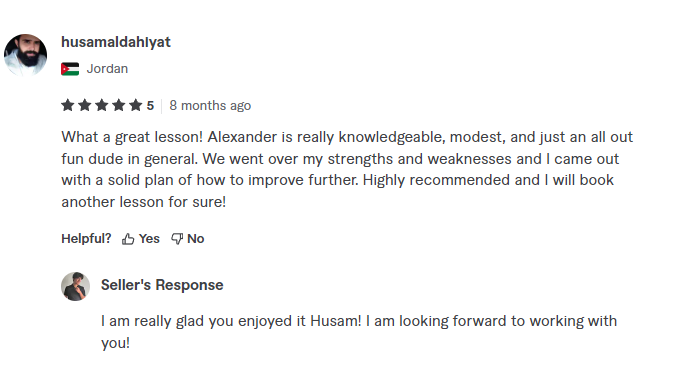 husamaldahiyat
Jordan
5 | 8 months ago
What a great lesson! Alexander is really knowledgeable, modest, and just an all out
fun dude in general. We went over my strengths and weaknesses and I came out
with a solid plan of how to improve further. Highly recommended and I will book
another lesson for sure!
Helpful? Yes No
Seller's Response
I am really glad you enjoyed it Husam! I am looking forward to working with
you!